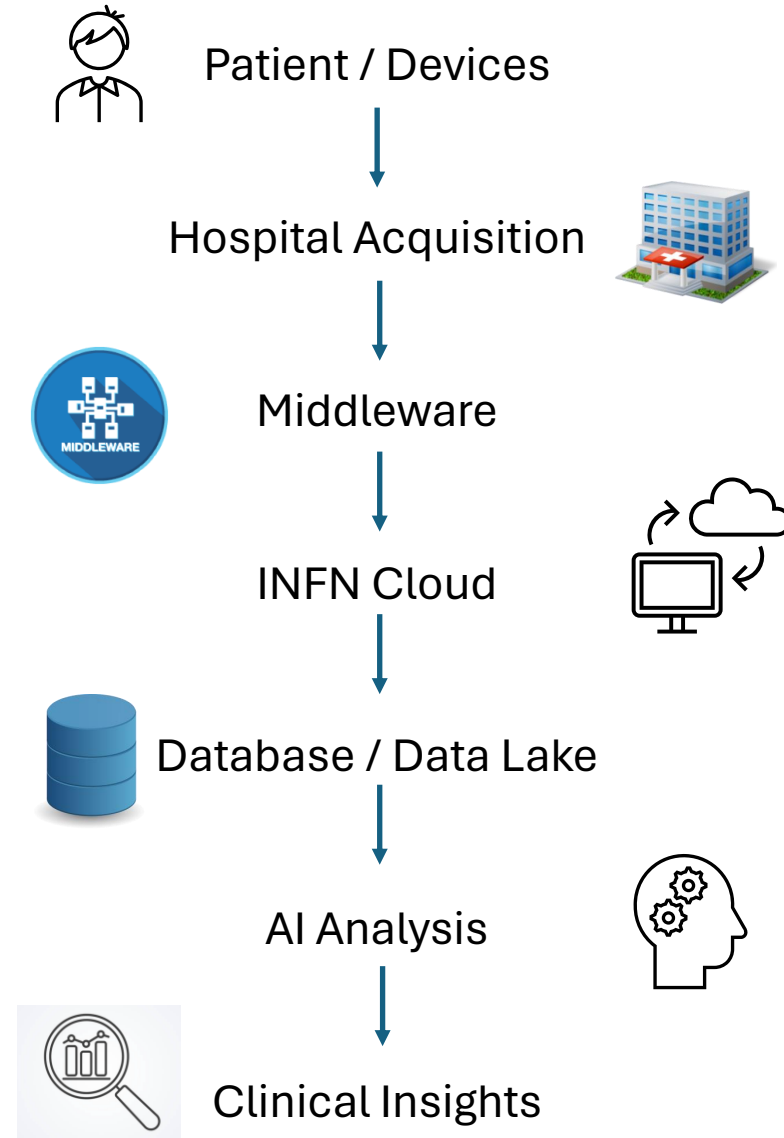 Patient / Devices
Hospital Acquisition
Middleware
MIDDLEWARE
INFN Cloud
Database / Data Lake
AI Analysis
Clinical Insights